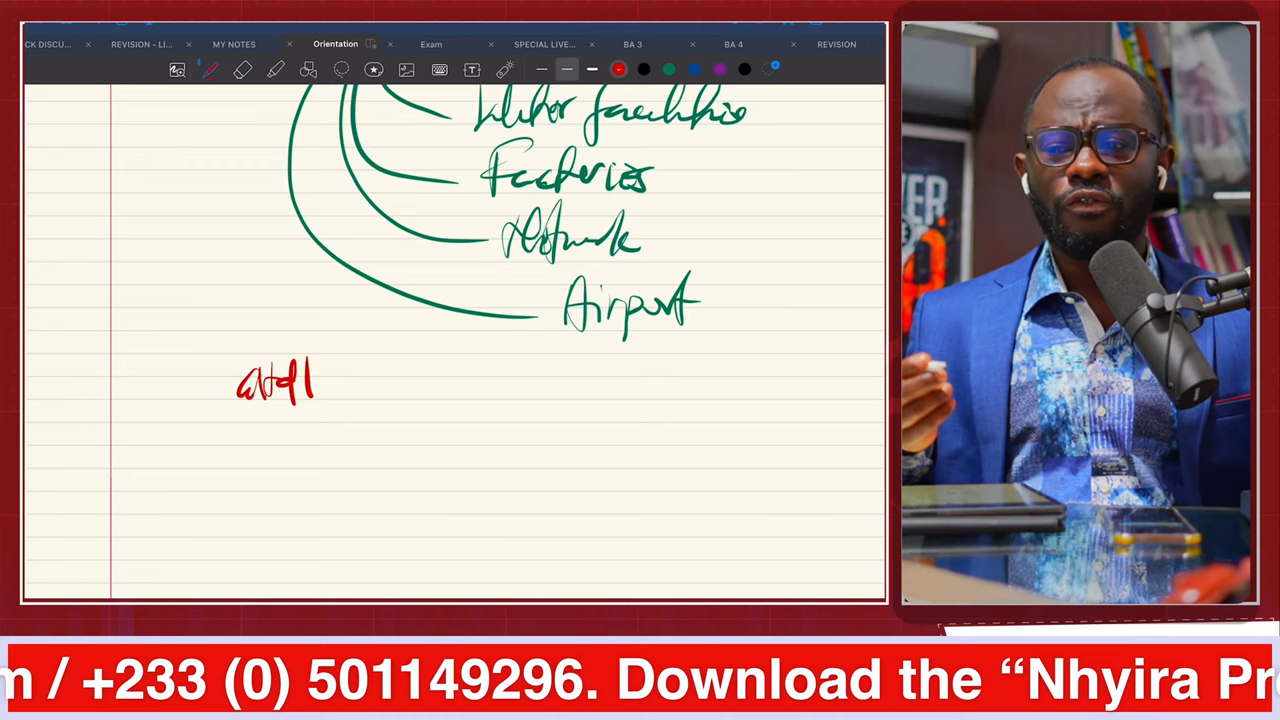 CK DISCU... REVISION - LI... MY NOTES Orientation Exam SPECIAL LIVE... BA 3 BA 4 REVISION
Factories
Network
Airport
m / +233 (0) 501149296. Download the “Nhyira Pr